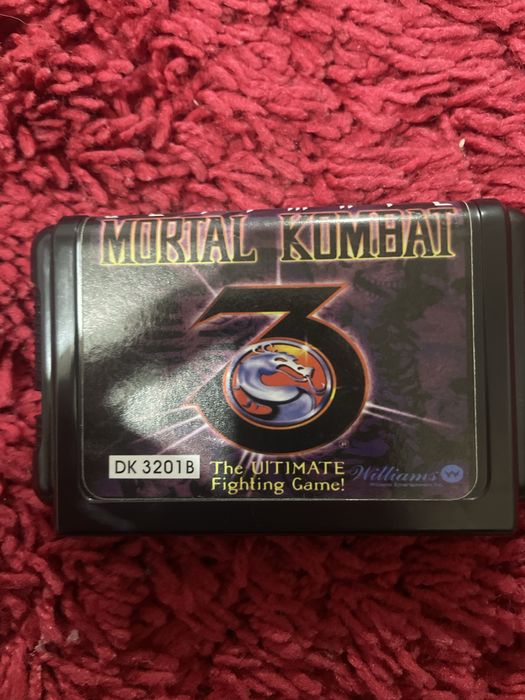 MORTAL KOMBAT
3
DK 3201B
The ULTIMATE
Fighting Game!
Williams